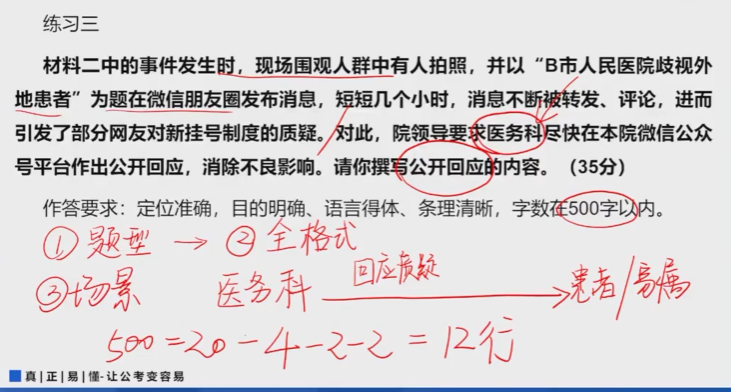 练习三
材料二中的事件发生时，现场围观人群中有人拍照，并以“B市人民医院歧视外
地患者”为题在微信朋友圈发布消息，短短几个小时，消息不断被转发、评论，进而
引发了部分网友对新挂号制度的质疑。对此，院领导要求医务科尽快在本院微信公众
号平台作出公开回应，消除不良影响。请你撰写公开回应的内容。（35分）
作答要求：定位准确，目的明确、语言得体、条理清晰，字数在500字以内。
①题型 → ②全格式
③场景 医务科 回应质疑 患者/家属
500=20-4-2-2=12行
真|正|易|懂-让公考变容易